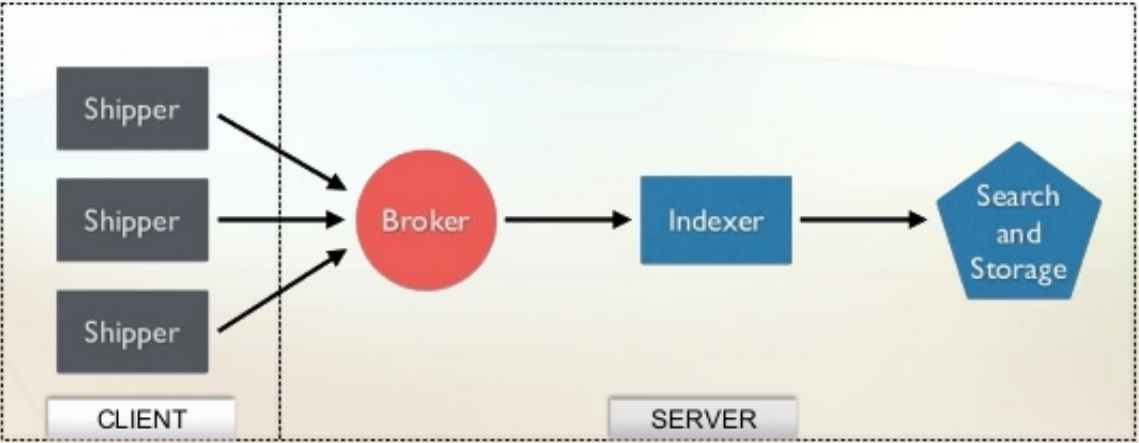 Shipper
Shipper
Shipper
Broker
Indexer
Search
and
Storage
CLIENT
SERVER